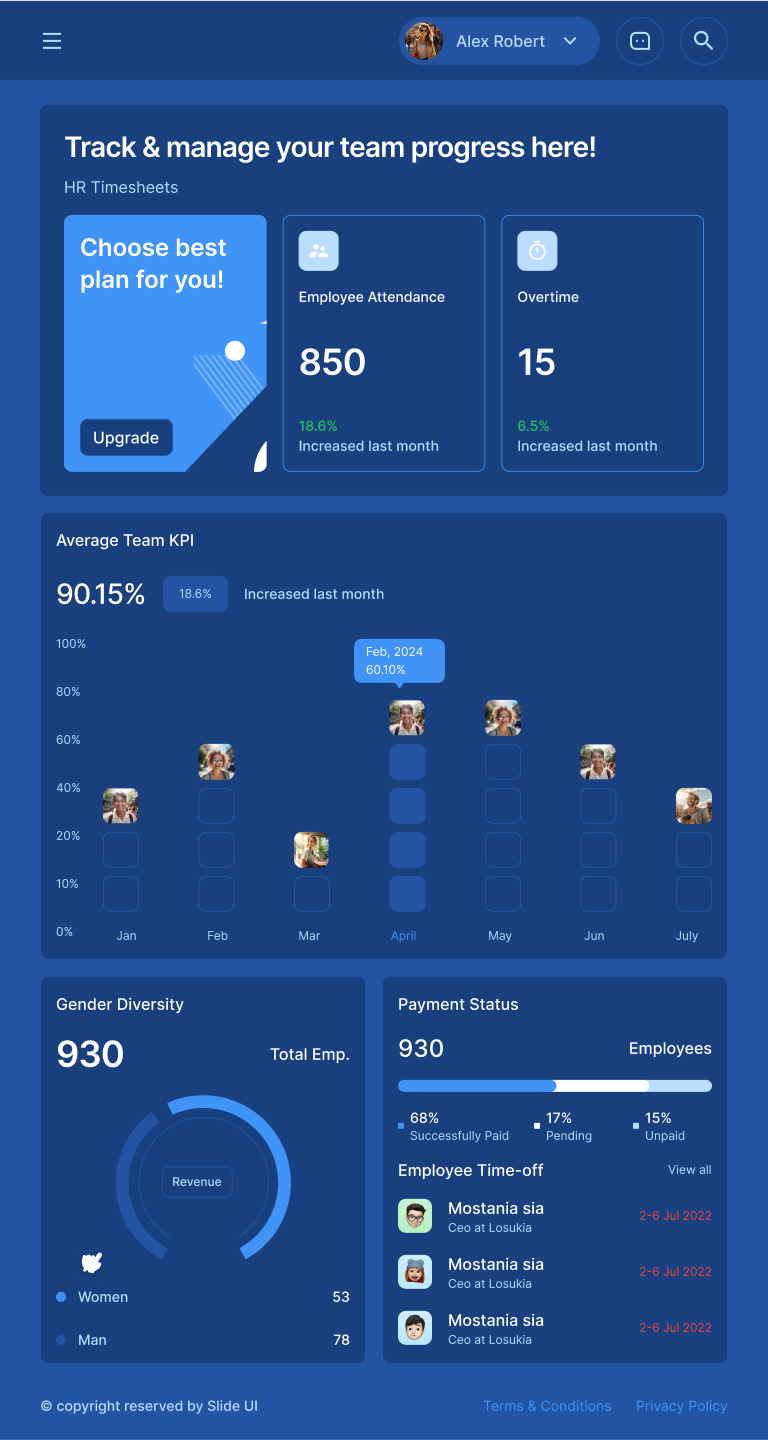 Alex Robert
Track & manage your team progress here!
HR Timesheets
Choose best
plan for you!
Upgrade
Employee Attendance
850
18.6%
Increased last month
Overtime
15
6.5%
Increased last month
Average Team KPI
90.15%
18.6%
Increased last month
100%
80%
60%
40%
20%
10%
0%
Feb, 2024
60.10%
Jan
Feb
Mar
April
May
Jun
July
Gender Diversity
930
Total Emp.
Revenue
Women
53
Man
78
Payment Status
930
Employees
68%
Successfully Paid
17%
Pending
15%
Unpaid
Employee Time-off
View all
Mostania sia
Ceo at Losukia
2-6 Jul 2022
Mostania sia
Ceo at Losukia
2-6 Jul 2022
Mostania sia
Ceo at Losukia
2-6 Jul 2022
© copyright reserved by Slide UI
Terms & Conditions
Privacy Policy